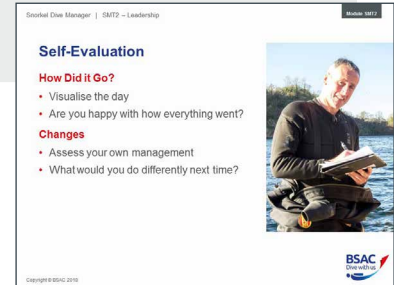 Snorkel Dive Manager | SMT2 – Leadership
Module SMT2
Self-Evaluation
How Did it Go?
• Visualise the day
• Are you happy with how everything went?
Changes
• Assess your own management
• What would you do differently next time?
BSAC
Dive with us
Copyright © BSAC 2010